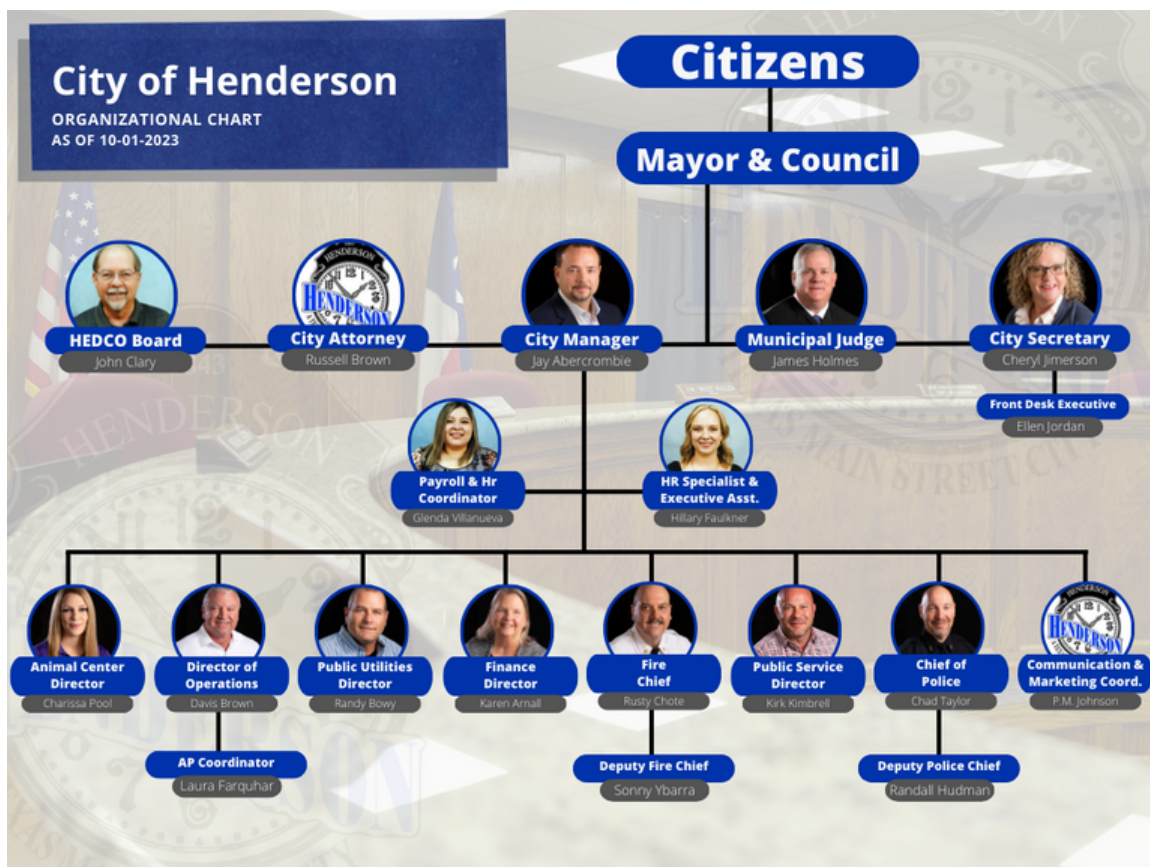 City of Henderson
ORGANIZATIONAL CHART
AS OF 10-01-2023
Citizens
Mayor & Council
HENDERSON
HENDERSON
HEDCO Board
John Clary
City Attorney
Russell Brown
City Manager
Jay Abercrombie
Municipal Judge
James Holmes
City Secretary
Cheryl Jimerson
Front Desk Executive
Ellen Jordan
Payroll & Hr
Coordinator
Glenda Villanueva
HR Specialist &
Executive Asst.
Hillary Faulkner
Animal Center
Director
Charissa Pool
Director of
Operations
Davis Brown
Public Utilities
Director
Randy Bowy
Finance
Director
Karen Arnall
Fire
Chief
Rusty Chote
Public Service
Director
Kirk Kimbrell
Chief of
Police
Chad Taylor
HENDERSON
HENDERSON
Communication &
Marketing Coord.
P.M. Johnson
AP Coordinator
Laura Farquhar
Deputy Fire Chief
Sonny Ybarra
Deputy Police Chief
Randall Hudman